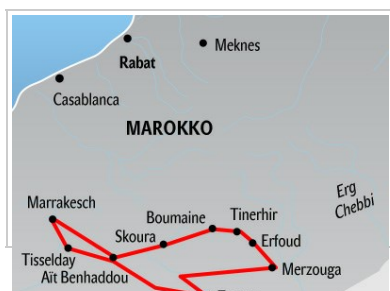 Meknes
Rabat
Casablanca
MAROKKO
Erg
Chebbi
Marrakesch
Boumaine
Tinerhir
Skoura
Erfoud
Tisselday
Aït Benhaddou
Merzouga